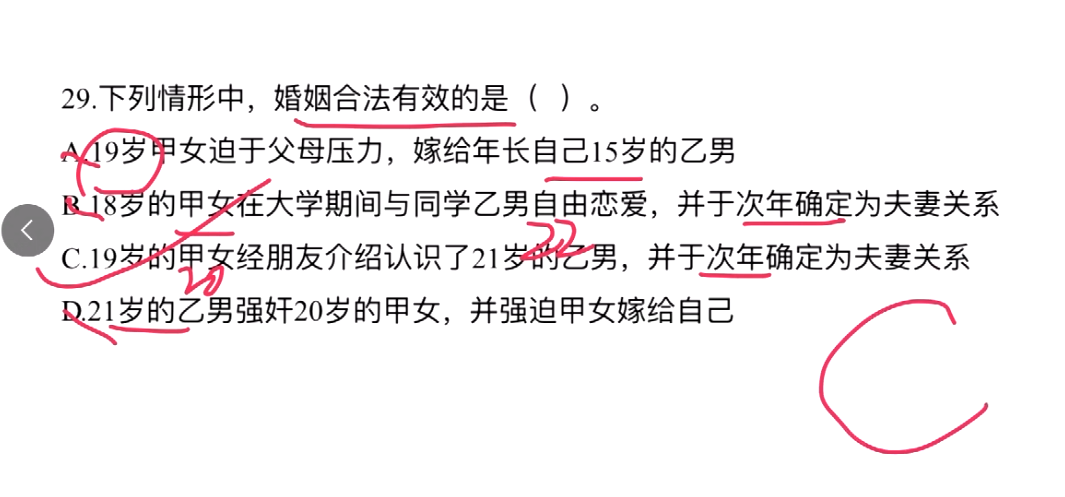 29.下列情形中，婚姻合法有效的是（ ）。
A.19岁甲女迫于父母压力，嫁给年长自己15岁的乙男
B.18岁的甲女在大学期间与同学乙男自由恋爱，并于次年确定为夫妻关系
22
C.19岁的甲女经朋友介绍认识了21岁的乙男，并于次年确定为夫妻关系
20
D.21岁的乙男强奸20岁的甲女，并强迫甲女嫁给自己
C